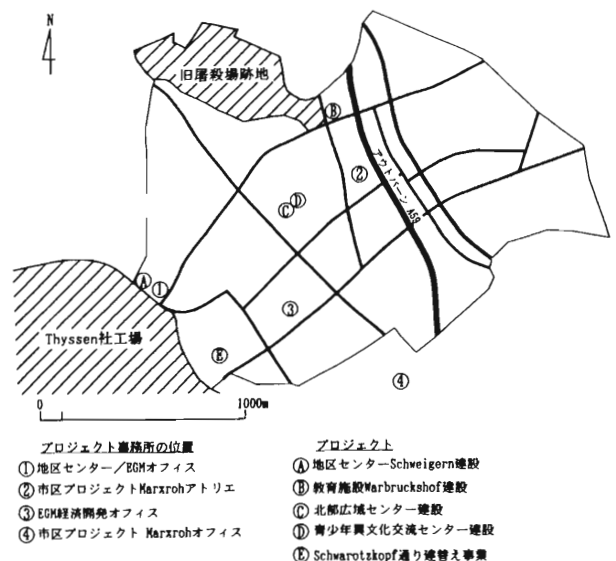 N
旧屠殺場跡地
Ⓑ
②
アウトバーン A59
Ⓓ
Ⓒ
Ⓐ
①
③
Thyssen社工場
Ⓔ
④
0 1000m
プロジェクト事務所の位置
①地区センター/EGMオフィス
②市区プロジェクトMarxrohアトリエ
③EGM経済開発オフィス
④市区プロジェクト Marxrohオフィス
プロジェクト
Ⓐ地区センターSchweigern建設
Ⓑ教育施設Warbruckshof建設
Ⓒ北部広域センター建設
Ⓓ青少年異文化交流センター建設
ⒺSchwarotzkopf通り建替え事業